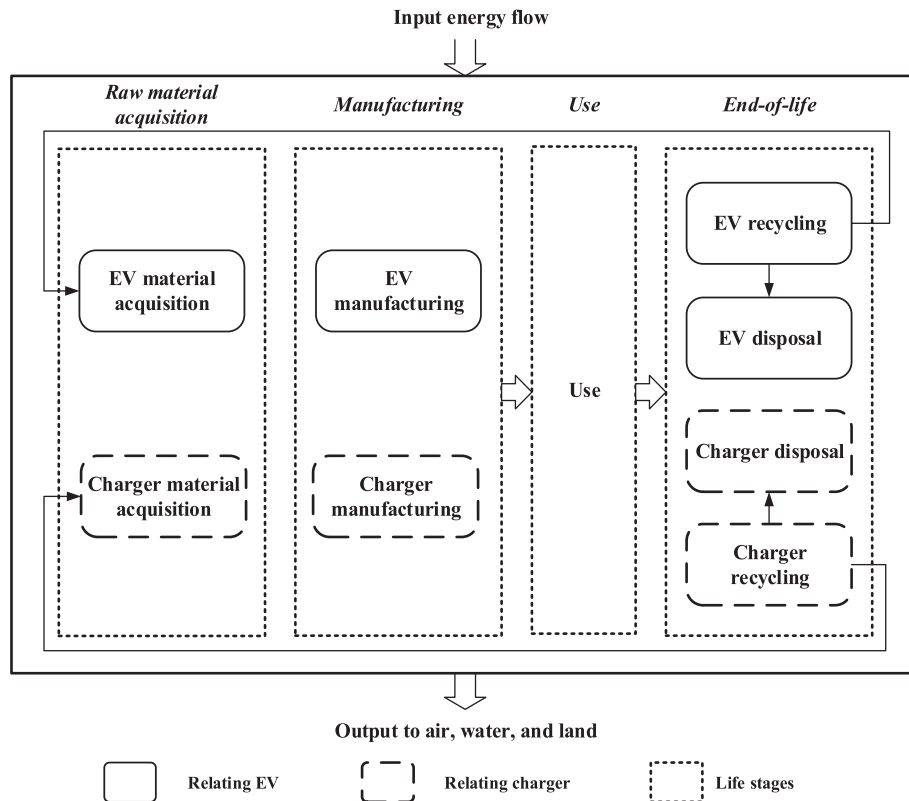 Input energy flow
Raw material
acquisition
Manufacturing
Use
End-of-life
EV recycling
EV material
acquisition
EV
manufacturing
EV disposal
Use
Charger disposal
Charger material
acquisition
Charger
manufacturing
Charger
recycling
Output to air, water, and land
Relating EV
Relating charger
Life stages